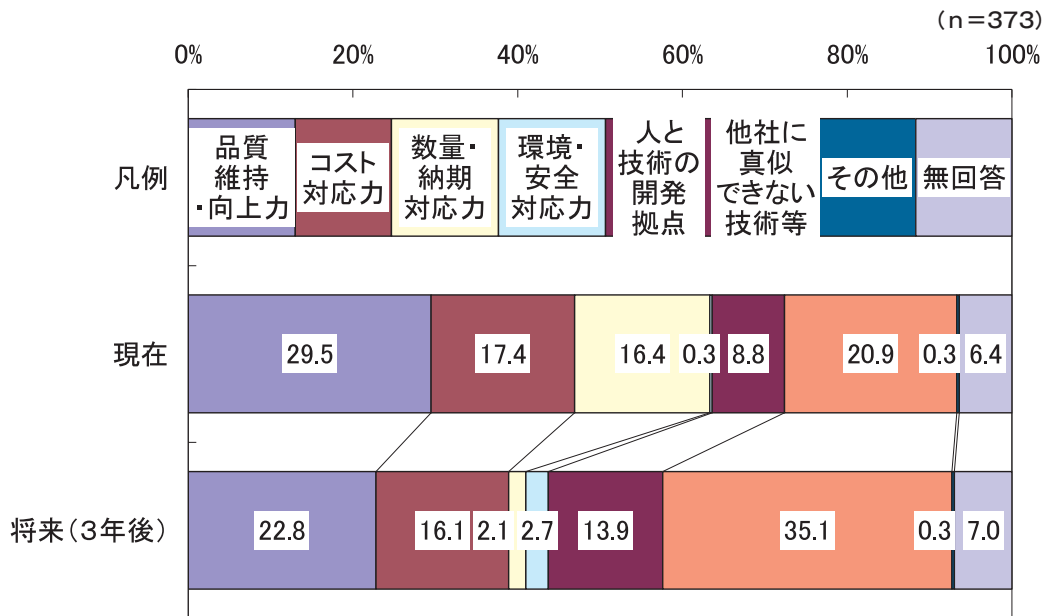 (n=373)
0% 20% 40% 60% 80% 100%
凡例
品質
維持
・向上力
コスト
対応力
数量・
納期
対応力
環境・
安全
対応力
人と
技術の
開発
拠点
他社に
真似
できない
技術等
その他
無回答
現在 29.5 17.4 16.4 0.3 8.8 20.9 0.3 6.4
将来(3年後) 22.8 16.1 2.1 2.7 13.9 35.1 0.3 7.0